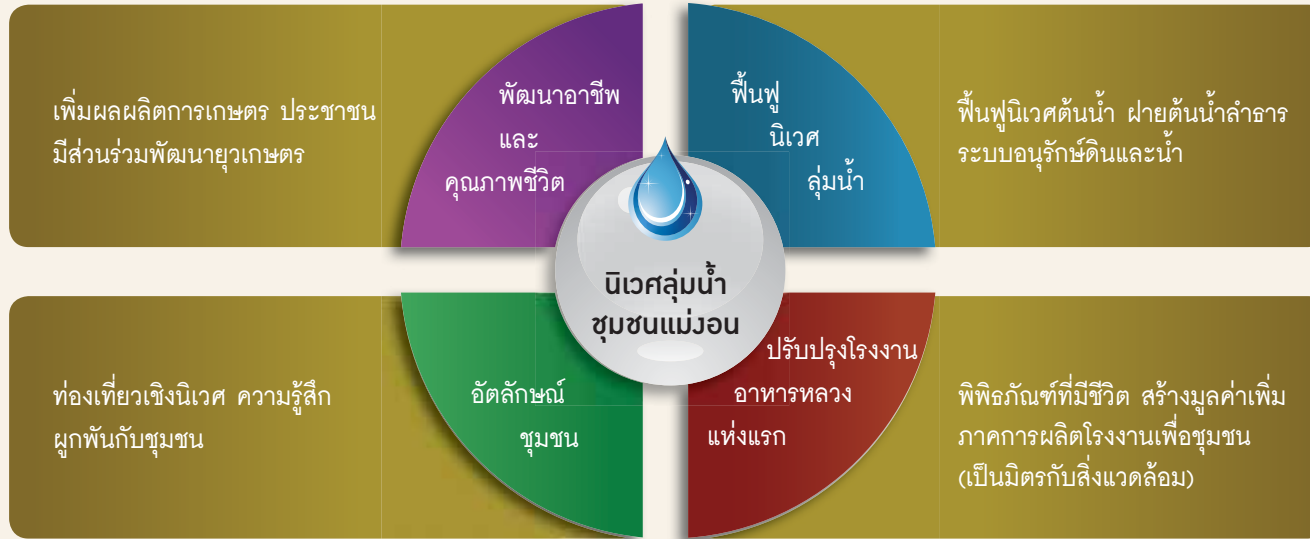 เพิ่มผลผลิตการเกษตร ประชาชน
มีส่วนร่วมพัฒนายุวเกษตร
พัฒนาอาชีพ
และ
คุณภาพชีวิต
ฟื้นฟู
นิเวศ
ลุ่มน้ำ
ฟื้นฟูนิเวศต้นน้ำ ฝายต้นน้ำลำธาร
ระบบอนุรักษ์ดินและน้ำ
นิเวศลุ่มน้ำ
ชุมชนแม่งอน
ท่องเที่ยวเชิงนิเวศ ความรู้สึก
ผูกพันกับชุมชน
อัตลักษณ์
ชุมชน
ปรับปรุงโรงงาน
อาหารหลวง
แห่งแรก
พิพิธภัณฑ์ที่มีชีวิต สร้างมูลค่าเพิ่ม
ภาคการผลิตโรงงานเพื่อชุมชน
(เป็นมิตรกับสิ่งแวดล้อม)